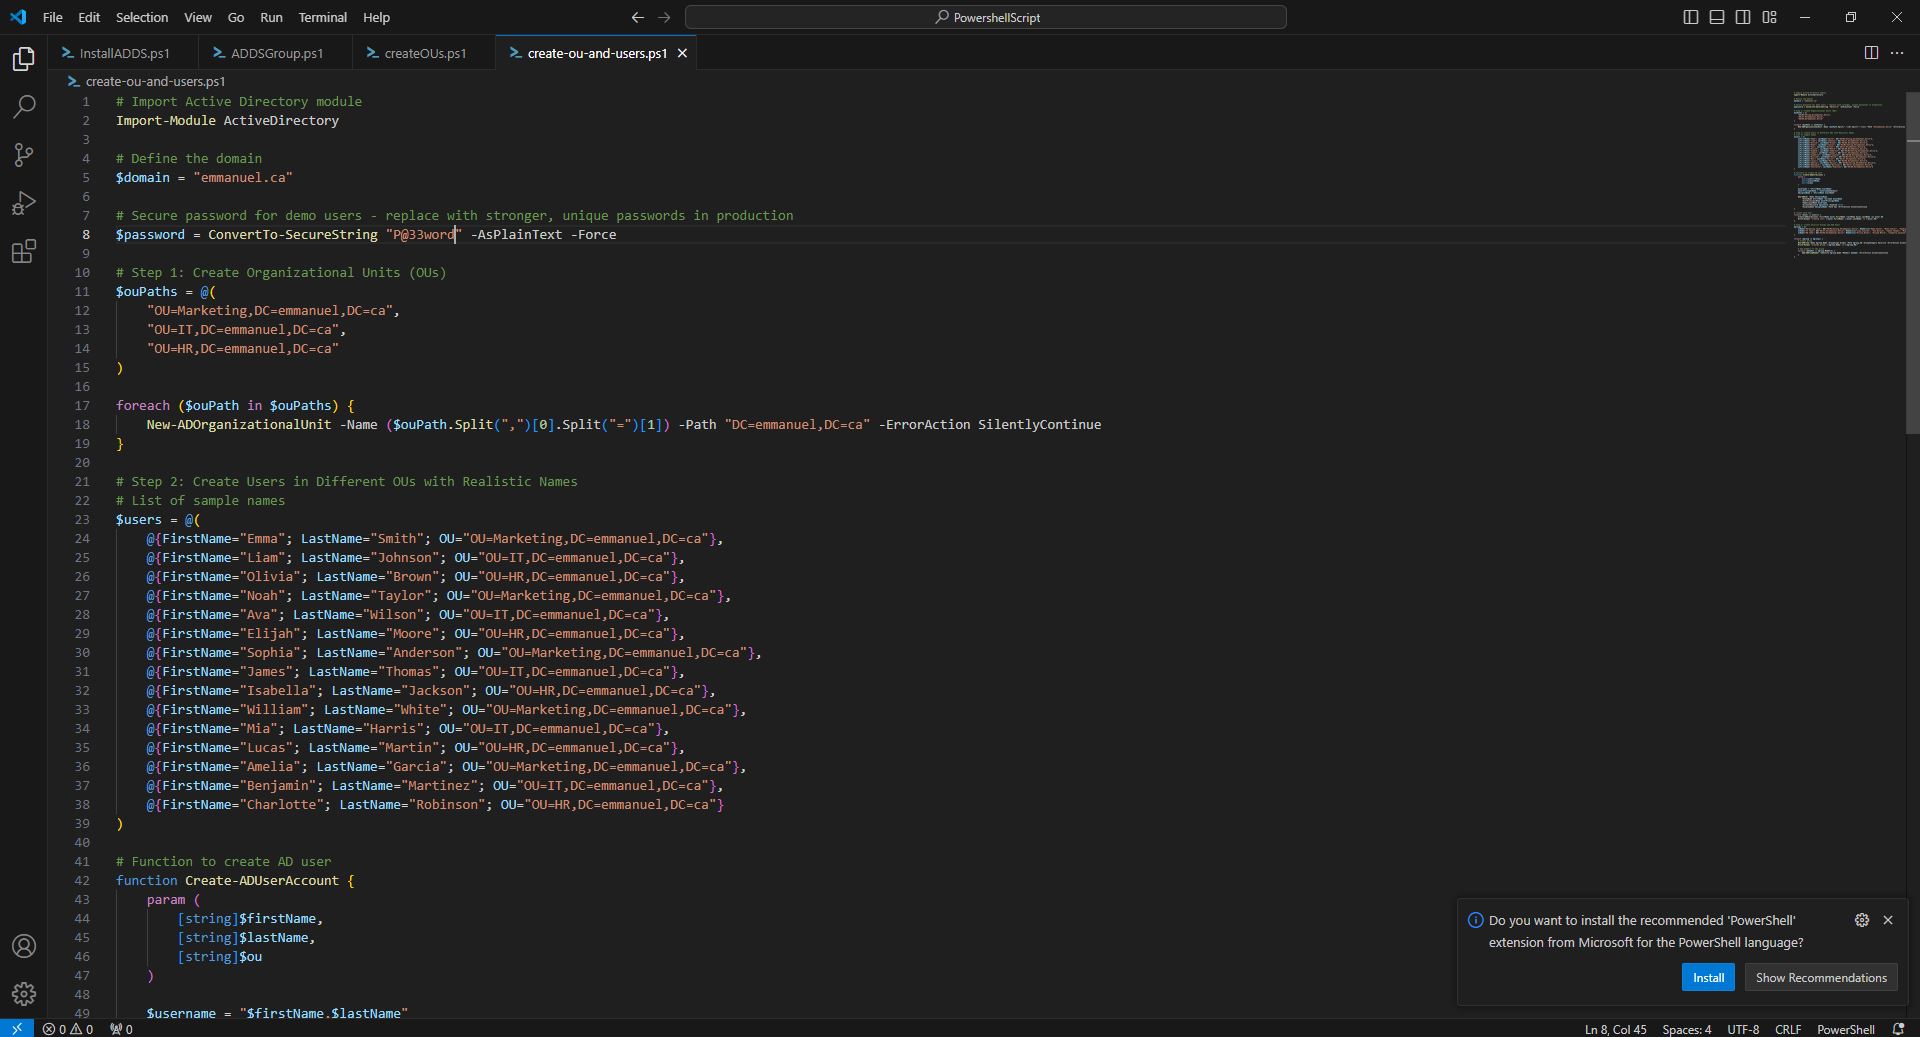 File Edit Selection View Go Run Terminal Help
PowershellScript
InstallADDS.ps1
ADDSGroup.ps1
createOUs.ps1
create-ou-and-users.ps1
create-ou-and-users.ps1
1 # Import Active Directory module
2 Import-Module ActiveDirectory
3
4 # Define the domain
5 $domain = "emmanuel.ca"
6
7 # Secure password for demo users - replace with stronger, unique passwords in production
8 $password = ConvertTo-SecureString "P@33word" -AsPlainText -Force
9
10 # Step 1: Create Organizational Units (OUs)
11 $ouPaths = @(
12 "OU=Marketing,DC=emmanuel,DC=ca",
13 "OU=IT,DC=emmanuel,DC=ca",
14 "OU=HR,DC=emmanuel,DC=ca"
15 )
16
17 foreach ($ouPath in $ouPaths) {
18 New-ADOrganizationalUnit -Name ($ouPath.Split(",")[0].Split("=")[1]) -Path "DC=emmanuel,DC=ca" -ErrorAction SilentlyContinue
19 }
20
21 # Step 2: Create Users in Different OUs with Realistic Names
22 # List of sample names
23 $users = @(
24 @{FirstName="Emma"; LastName="Smith"; OU="OU=Marketing,DC=emmanuel,DC=ca"},
25 @{FirstName="Liam"; LastName="Johnson"; OU="OU=IT,DC=emmanuel,DC=ca"},
26 @{FirstName="Olivia"; LastName="Brown"; OU="OU=HR,DC=emmanuel,DC=ca"},
27 @{FirstName="Noah"; LastName="Taylor"; OU="OU=Marketing,DC=emmanuel,DC=ca"},
28 @{FirstName="Ava"; LastName="Wilson"; OU="OU=IT,DC=emmanuel,DC=ca"},
29 @{FirstName="Elijah"; LastName="Moore"; OU="OU=HR,DC=emmanuel,DC=ca"},
30 @{FirstName="Sophia"; LastName="Anderson"; OU="OU=Marketing,DC=emmanuel,DC=ca"},
31 @{FirstName="James"; LastName="Thomas"; OU="OU=IT,DC=emmanuel,DC=ca"},
32 @{FirstName="Isabella"; LastName="Jackson"; OU="OU=HR,DC=emmanuel,DC=ca"},
33 @{FirstName="William"; LastName="White"; OU="OU=Marketing,DC=emmanuel,DC=ca"},
34 @{FirstName="Mia"; LastName="Harris"; OU="OU=IT,DC=emmanuel,DC=ca"},
35 @{FirstName="Lucas"; LastName="Martin"; OU="OU=HR,DC=emmanuel,DC=ca"},
36 @{FirstName="Amelia"; LastName="Garcia"; OU="OU=Marketing,DC=emmanuel,DC=ca"},
37 @{FirstName="Benjamin"; LastName="Martinez"; OU="OU=IT,DC=emmanuel,DC=ca"},
38 @{FirstName="Charlotte"; LastName="Robinson"; OU="OU=HR,DC=emmanuel,DC=ca"}
39 )
40
41 # Function to create AD user
42 function Create-ADUserAccount {
43 param (
44 [string]$firstName,
45 [string]$lastName,
46 [string]$ou
47 )
48
49 $username = "$firstName.$lastName"
Do you want to install the recommended 'PowerShell'
extension from Microsoft for the PowerShell language?
Install
Show Recommendations
0 0 0
Ln 8, Col 45 Spaces: 4 UTF-8 CRLF PowerShell